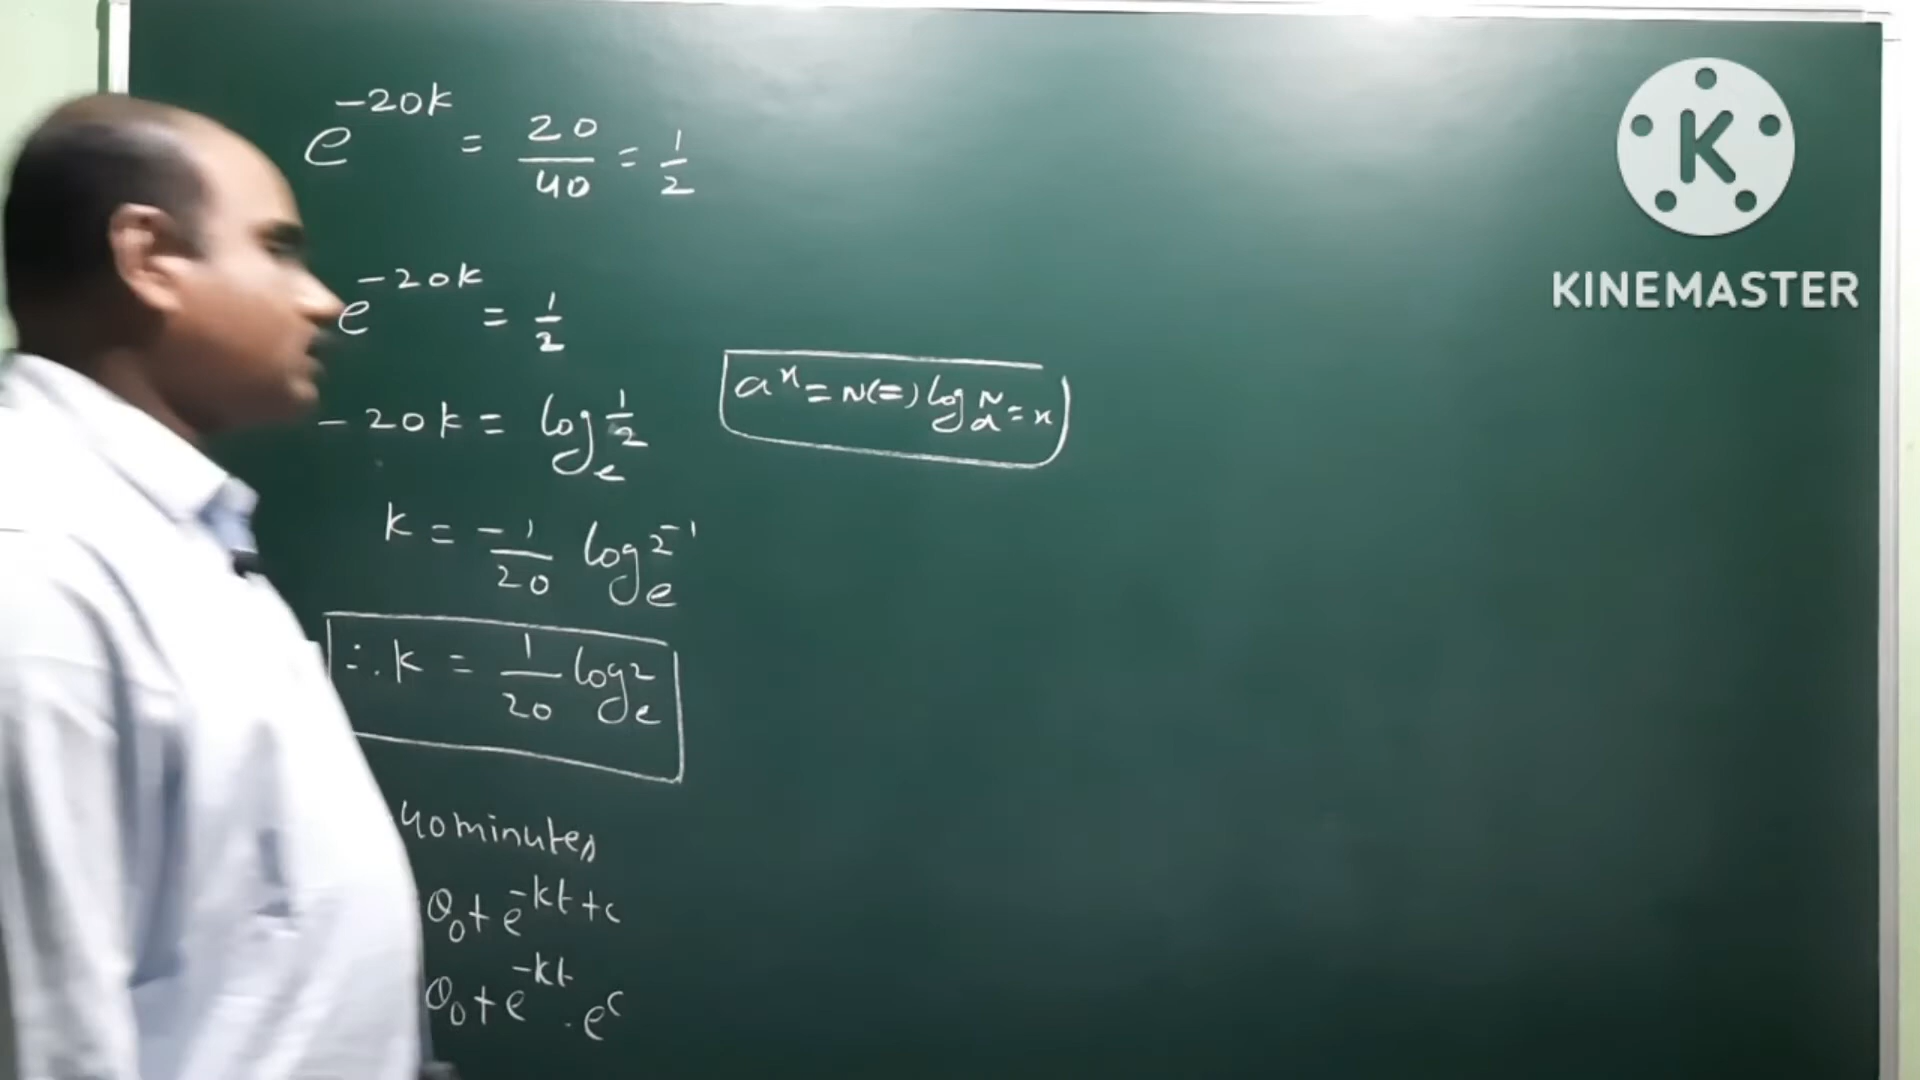 e^{-20k} = 20/40 = 1/2
e^{-20k} = 1/2
-20k = log_e 1/2
a^x = N (=) log_a N = x
k = -1/20 log_e 2^{-1}
∴ k = 1/20 log_e 2
40 minutes
θ_0 + e^{-kt+c}
θ_0 + e^{-kt} . e^c
K
KINEMASTER